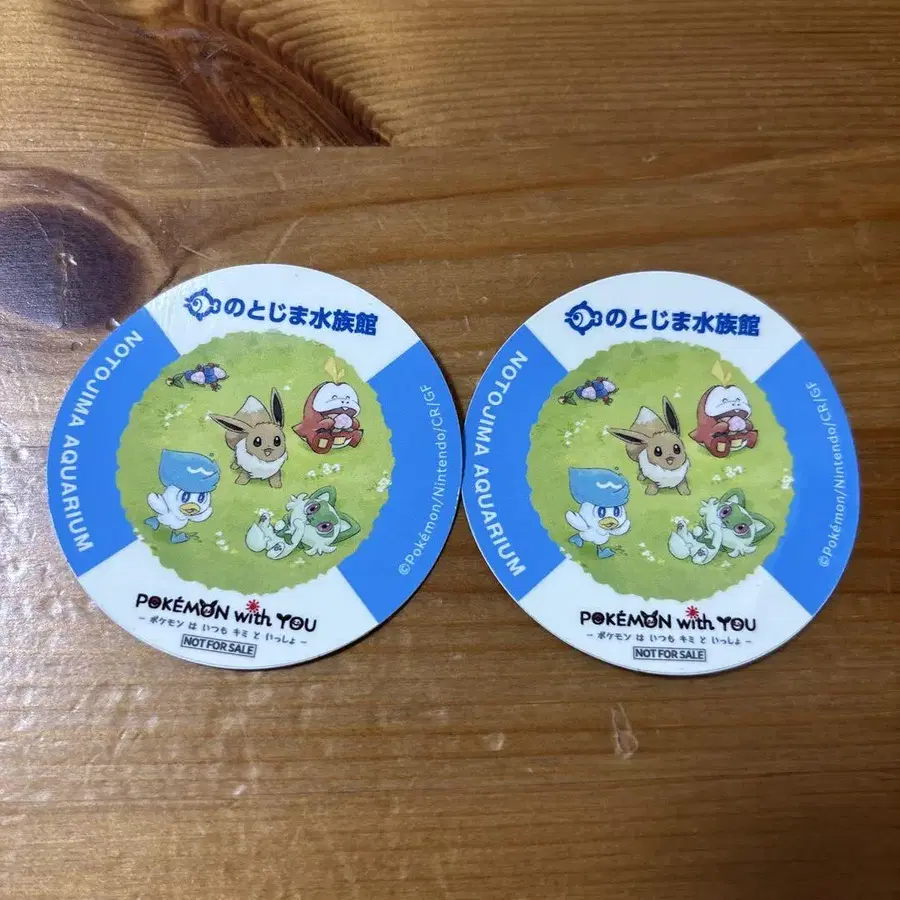 のとじま水族館
NOTOJIMA AQUARIUM
©Pokémon/Nintendo/CR/GF
POKÉMON with YOU
- ポケモン は いつも キミ と いっしょ -
NOT FOR SALE
のとじま水族館
NOTOJIMA AQUARIUM
©Pokémon/Nintendo/CR/GF
POKÉMON with YOU
- ポケモン は いつも キミ と いっしょ -
NOT FOR SALE